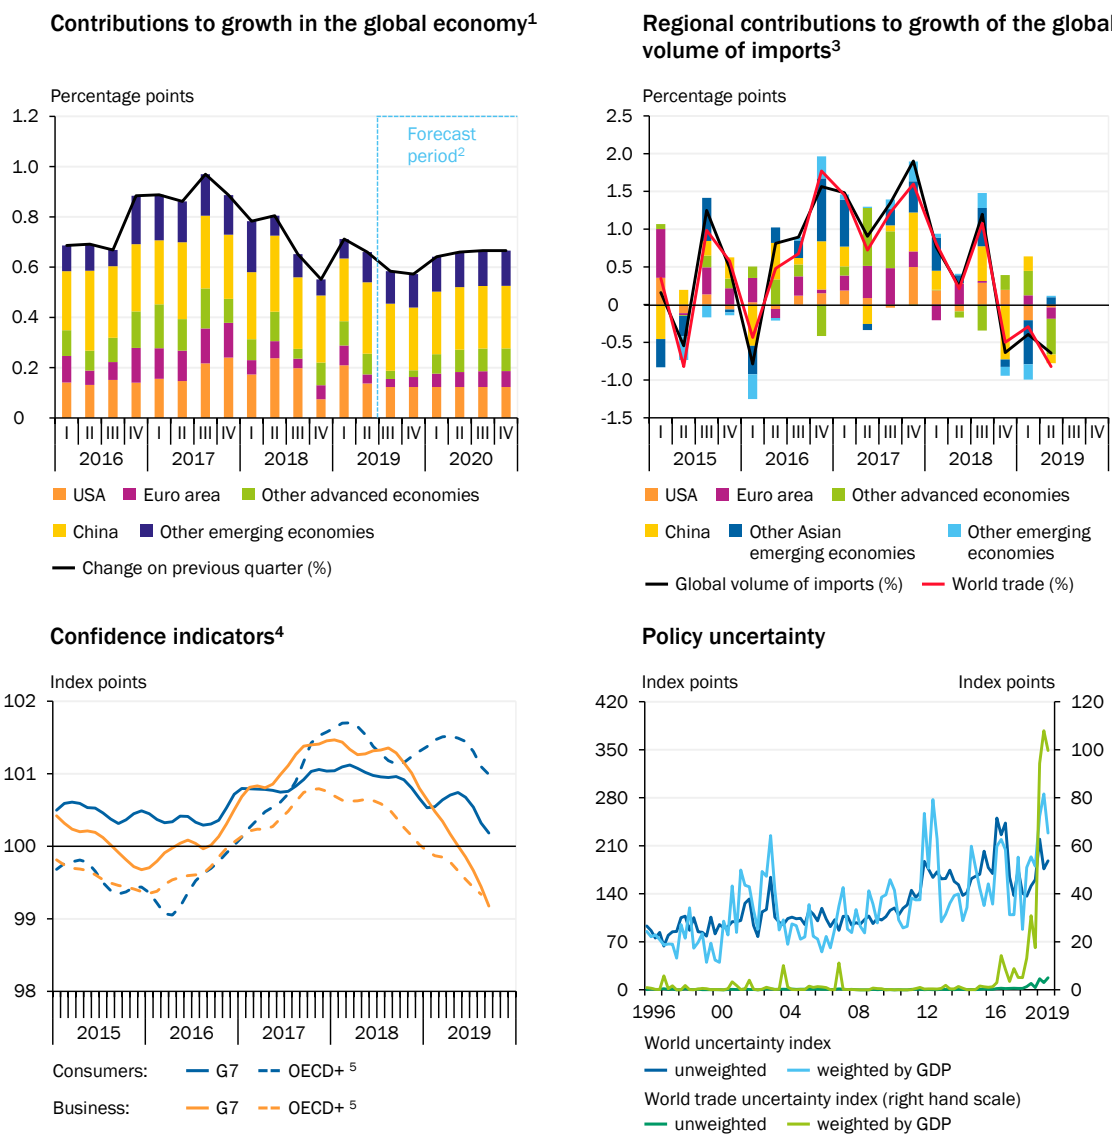 Contributions to growth in the global economy1
Percentage points
1.2
1.0
0.8
0.6
0.4
0.2
0
Forecast
period2
I II III IV I II III IV I II III IV I II III IV I II III IV
2016 2017 2018 2019 2020
USA Euro area Other advanced economies
China Other emerging economies
Change on previous quarter (%)
Regional contributions to growth of the global
volume of imports3
Percentage points
2.5
2.0
1.5
1.0
0.5
0
-0.5
-1.0
-1.5
I II III IV I II III IV I II III IV I II III IV I II III IV
2015 2016 2017 2018 2019
USA Euro area Other advanced economies
China Other Asian Other emerging
emerging economies economies
Global volume of imports (%) World trade (%)
Confidence indicators4
Index points
102
101
100
99
98
2015 2016 2017 2018 2019
Consumers: G7 OECD+ 5
Business: G7 OECD+ 5
Policy uncertainty
Index points Index points
420 120
350 100
280 80
210 60
140 40
70 20
0 0
1996 00 04 08 12 16 2019
World uncertainty index
unweighted weighted by GDP
World trade uncertainty index (right hand scale)
unweighted weighted by GDP